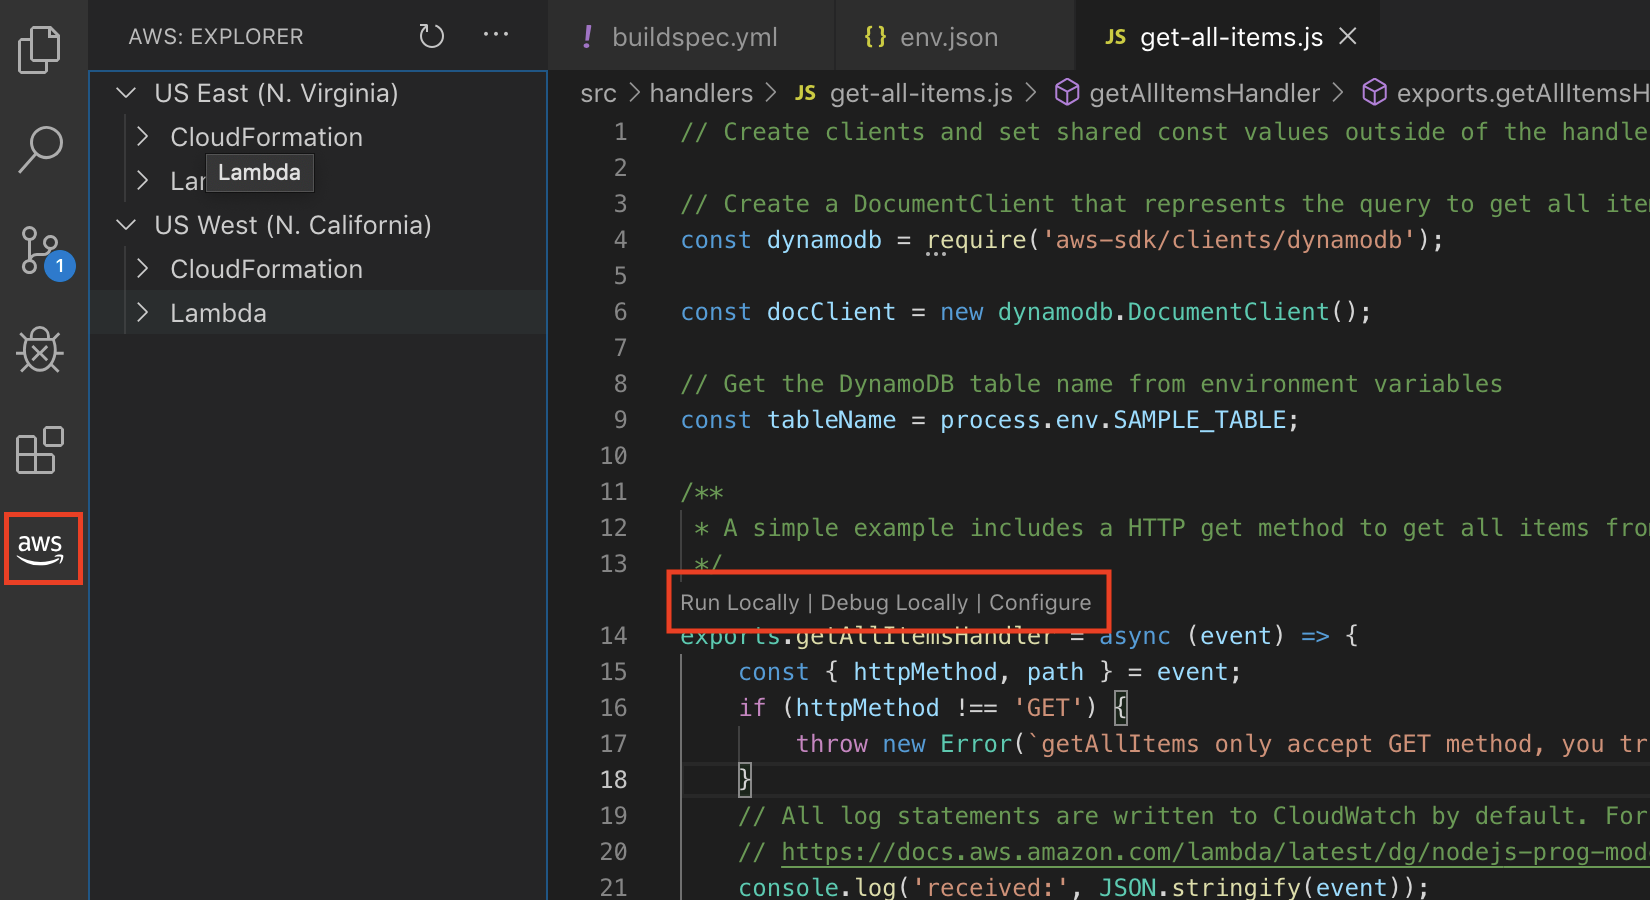 AWS: EXPLORER
US East (N. Virginia)
CloudFormation
Lambda
Lar
US West (N. California)
CloudFormation
Lambda
1
aws
! buildspec.yml
{} env.json
JS get-all-items.js
src > handlers > JS get-all-items.js > getAllItemsHandler > exports.getAllItemsH
1 // Create clients and set shared const values outside of the handle
2
3 // Create a DocumentClient that represents the query to get all ite
4 const dynamodb = require('aws-sdk/clients/dynamodb');
5
6 const docClient = new dynamodb.DocumentClient();
7
8 // Get the DynamoDB table name from environment variables
9 const tableName = process.env.SAMPLE_TABLE;
10
11 /**
12 * A simple example includes a HTTP get method to get all items fro
13 */
Run Locally | Debug Locally | Configure
14 exports.getAllItemsHandler = async (event) => {
15 const { httpMethod, path } = event;
16 if (httpMethod !== 'GET') {
17 throw new Error(`getAllItems only accept GET method, you tr
18 }
19 // All log statements are written to CloudWatch by default. For
20 // https://docs.aws.amazon.com/lambda/latest/dg/nodejs-prog-mod
21 console.log('received:', JSON.stringify(event));